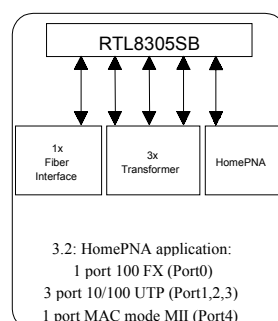 RTL8305SB
1x
Fiber
Interface
3x
Transformer
HomePNA
3.2: HomePNA application:
1 port 100 FX (Port0)
3 port 10/100 UTP (Port1,2,3)
1 port MAC mode MII (Port4)